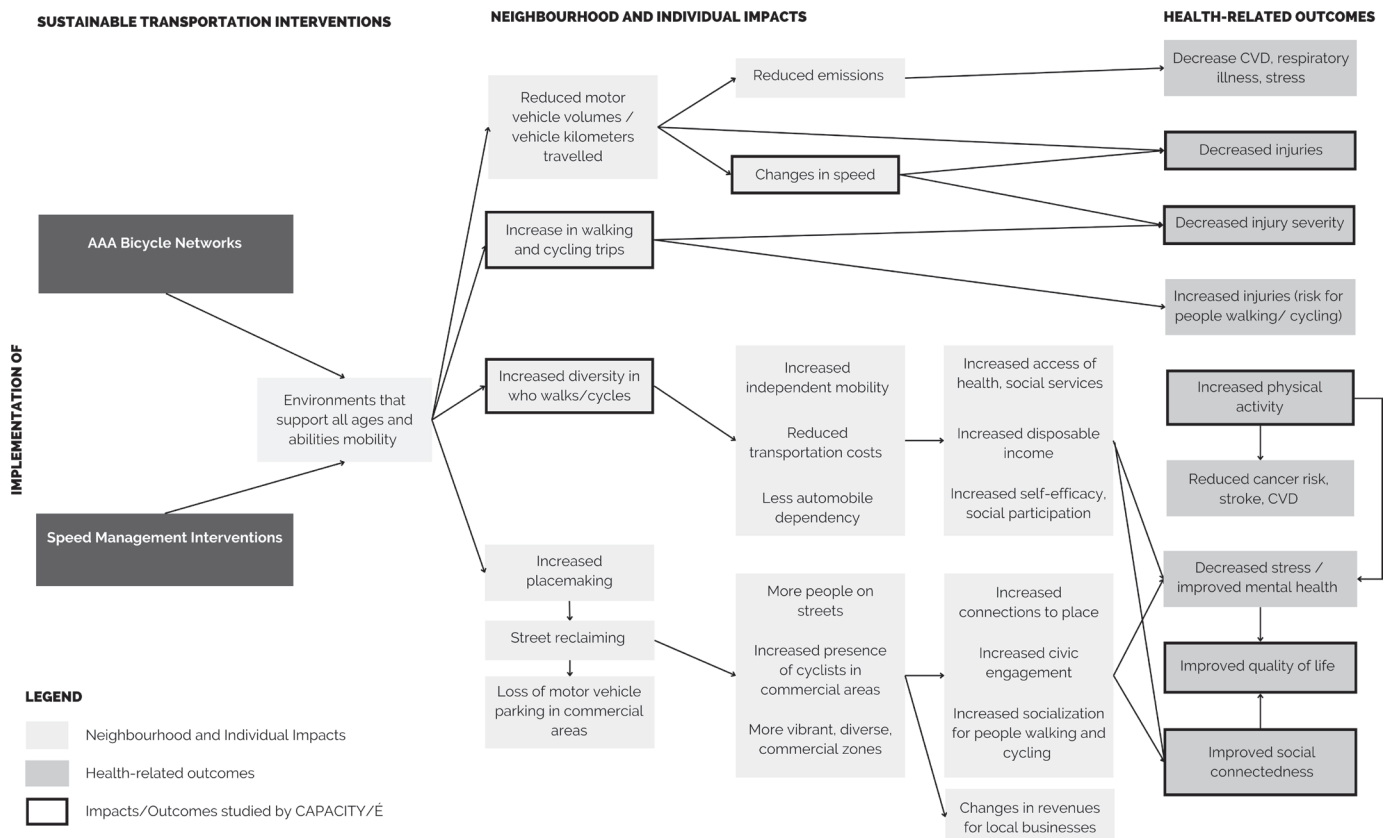 SUSTAINABLE TRANSPORTATION INTERVENTIONS
NEIGHBOURHOOD AND INDIVIDUAL IMPACTS
HEALTH-RELATED OUTCOMES
IMPLEMENTATION OF
AAA Bicycle Networks
Speed Management Interventions
Environments that
support all ages and
abilities mobility
Reduced motor
vehicle volumes /
vehicle kilometers
travelled
Increase in walking
and cycling trips
Increased diversity in
who walks/cycles
Increased
placemaking
Street reclaiming
Loss of motor vehicle
parking in commercial
areas
Reduced emissions
Changes in speed
Increased
independent mobility
Reduced
transportation costs
Less automobile
dependency
More people on
streets
Increased presence
of cyclists in
commercial areas
More vibrant, diverse,
commercial zones
Increased access of
health, social services
Increased disposable
income
Increased self-efficacy,
social participation
Increased
connections to place
Increased civic
engagement
Increased socialization
for people walking and
cycling
Changes in revenues
for local businesses
Decrease CVD, respiratory
illness, stress
Decreased injuries
Decreased injury severity
Increased injuries (risk for
people walking/ cycling)
Increased physical
activity
Reduced cancer risk,
stroke, CVD
Decreased stress /
improved mental health
Improved quality of life
Improved social
connectedness
LEGEND
Neighbourhood and Individual Impacts
Health-related outcomes
Impacts/Outcomes studied by CAPACITY/É